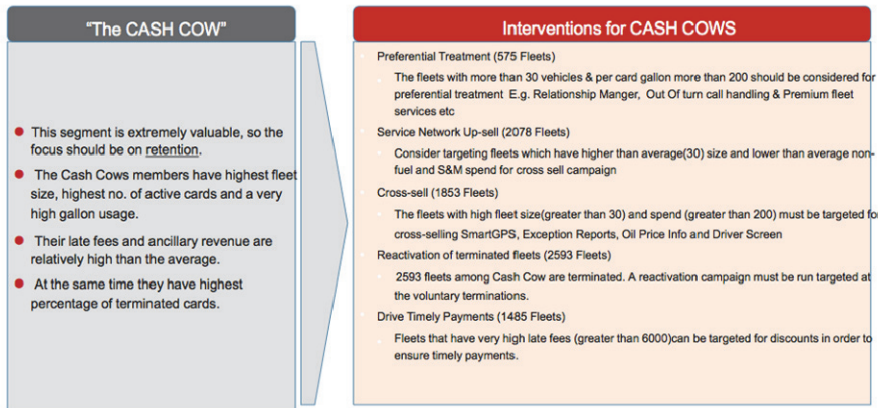 “The CASH COW”
This segment is extremely valuable, so the
focus should be on retention.
The Cash Cows members have highest fleet
size, highest no. of active cards and a very
high gallon usage.
Their late fees and ancillary revenue are
relatively high than the average.
At the same time they have highest
percentage of terminated cards.
Interventions for CASH COWS
Preferential Treatment (575 Fleets)
The fleets with more than 30 vehicles & per card gallon more than 200 should be considered for
preferential treatment E.g. Relationship Manger, Out Of turn call handling & Premium fleet
services etc
Service Network Up-sell (2078 Fleets)
Consider targeting fleets which have higher than average(30) size and lower than average non-
fuel and S&M spend for cross sell campaign
Cross-sell (1853 Fleets)
The fleets with high fleet size(greater than 30) and spend (greater than 200) must be targeted for
cross-selling SmartGPS, Exception Reports, Oil Price Info and Driver Screen
Reactivation of terminated fleets (2593 Fleets)
2593 fleets among Cash Cow are terminated. A reactivation campaign must be run targeted at
the voluntary terminations.
Drive Timely Payments (1485 Fleets)
Fleets that have very high late fees (greater than 6000)can be targeted for discounts in order to
ensure timely payments.